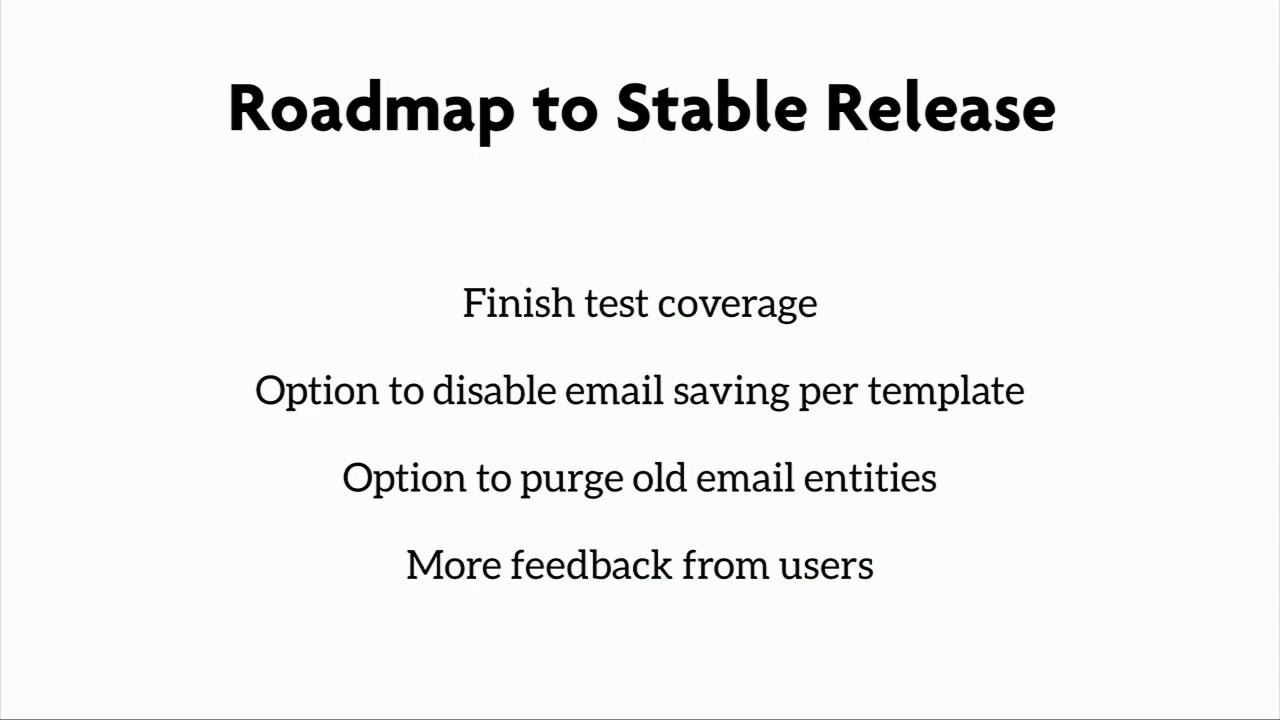 Roadmap to Stable Release
Finish test coverage
Option to disable email saving per template
Option to purge old email entities
More feedback from users